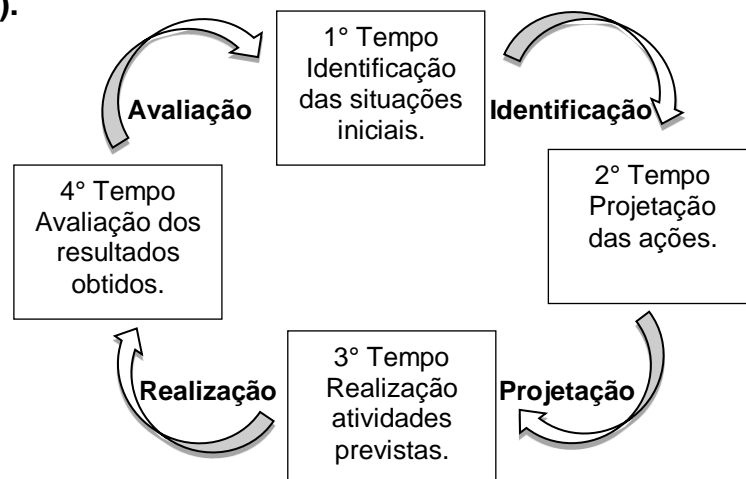 ).
1° Tempo
Identificação
das situações
iniciais.
Avaliação
Identificação
2° Tempo
Projetação
das ações.
4° Tempo
Avaliação dos
resultados
obtidos.
3° Tempo
Realização
atividades
previstas.
Realização
Projetação